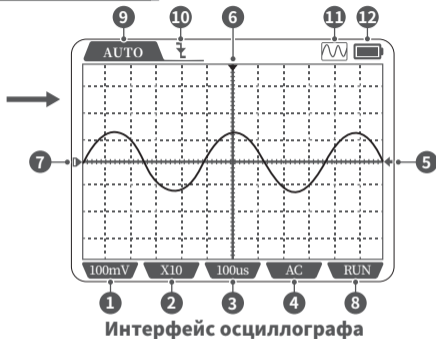 9 10 6 11 12
AUTO
7 5
100mV X10 100us AC RUN
1 2 3 4 8
Интерфейс осциллографа